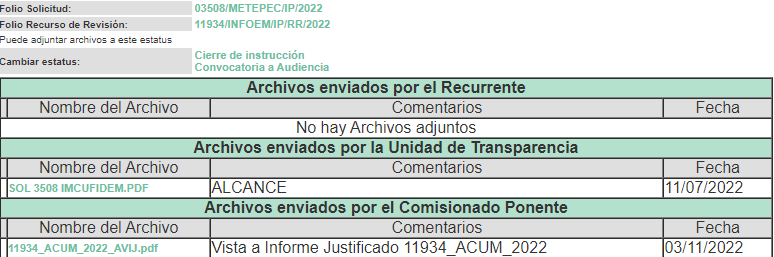 Folio Solicitud: 03508/METEPEC/IP/2022
Folio Recurso de Revisión: 11934/INFOEM/IP/RR/2022
Puede adjuntar archivos a este estatus
Cambiar estatus: Cierre de instrucción
Convocatoria a Audiencia
Archivos enviados por el Recurrente
Nombre del Archivo Comentarios Fecha
No hay Archivos adjuntos
Archivos enviados por la Unidad de Transparencia
Nombre del Archivo Comentarios Fecha
SOL 3508 IMCUFIDEM.PDF ALCANCE 11/07/2022
Archivos enviados por el Comisionado Ponente
Nombre del Archivo Comentarios Fecha
11934_ACUM_2022_AVIJ.pdf Vista a Informe Justificado 11934_ACUM_2022 03/11/2022